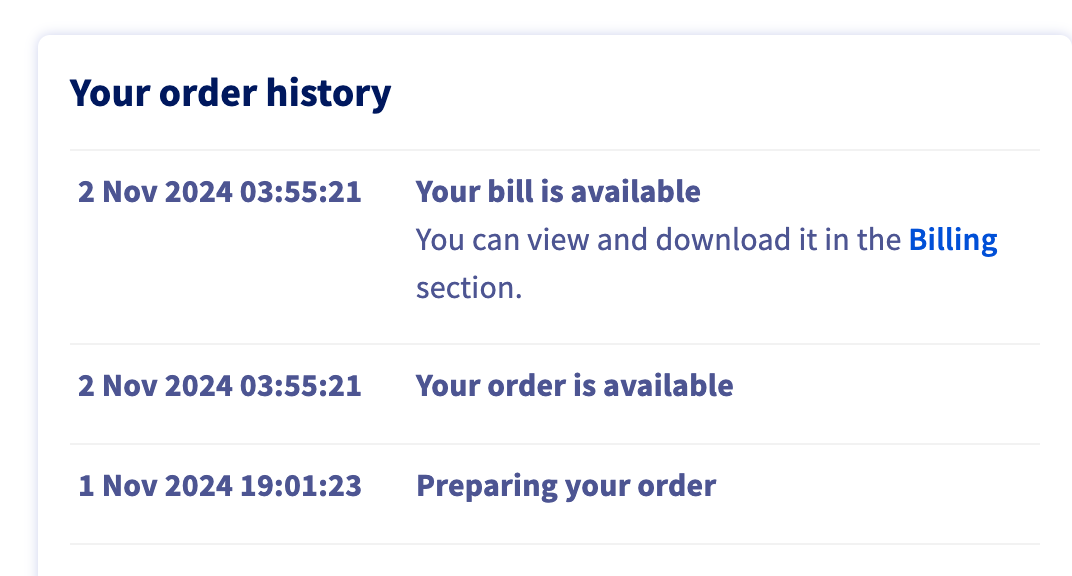 Your order history
2 Nov 2024 03:55:21 Your bill is available
You can view and download it in the Billing
section.
2 Nov 2024 03:55:21 Your order is available
1 Nov 2024 19:01:23 Preparing your order